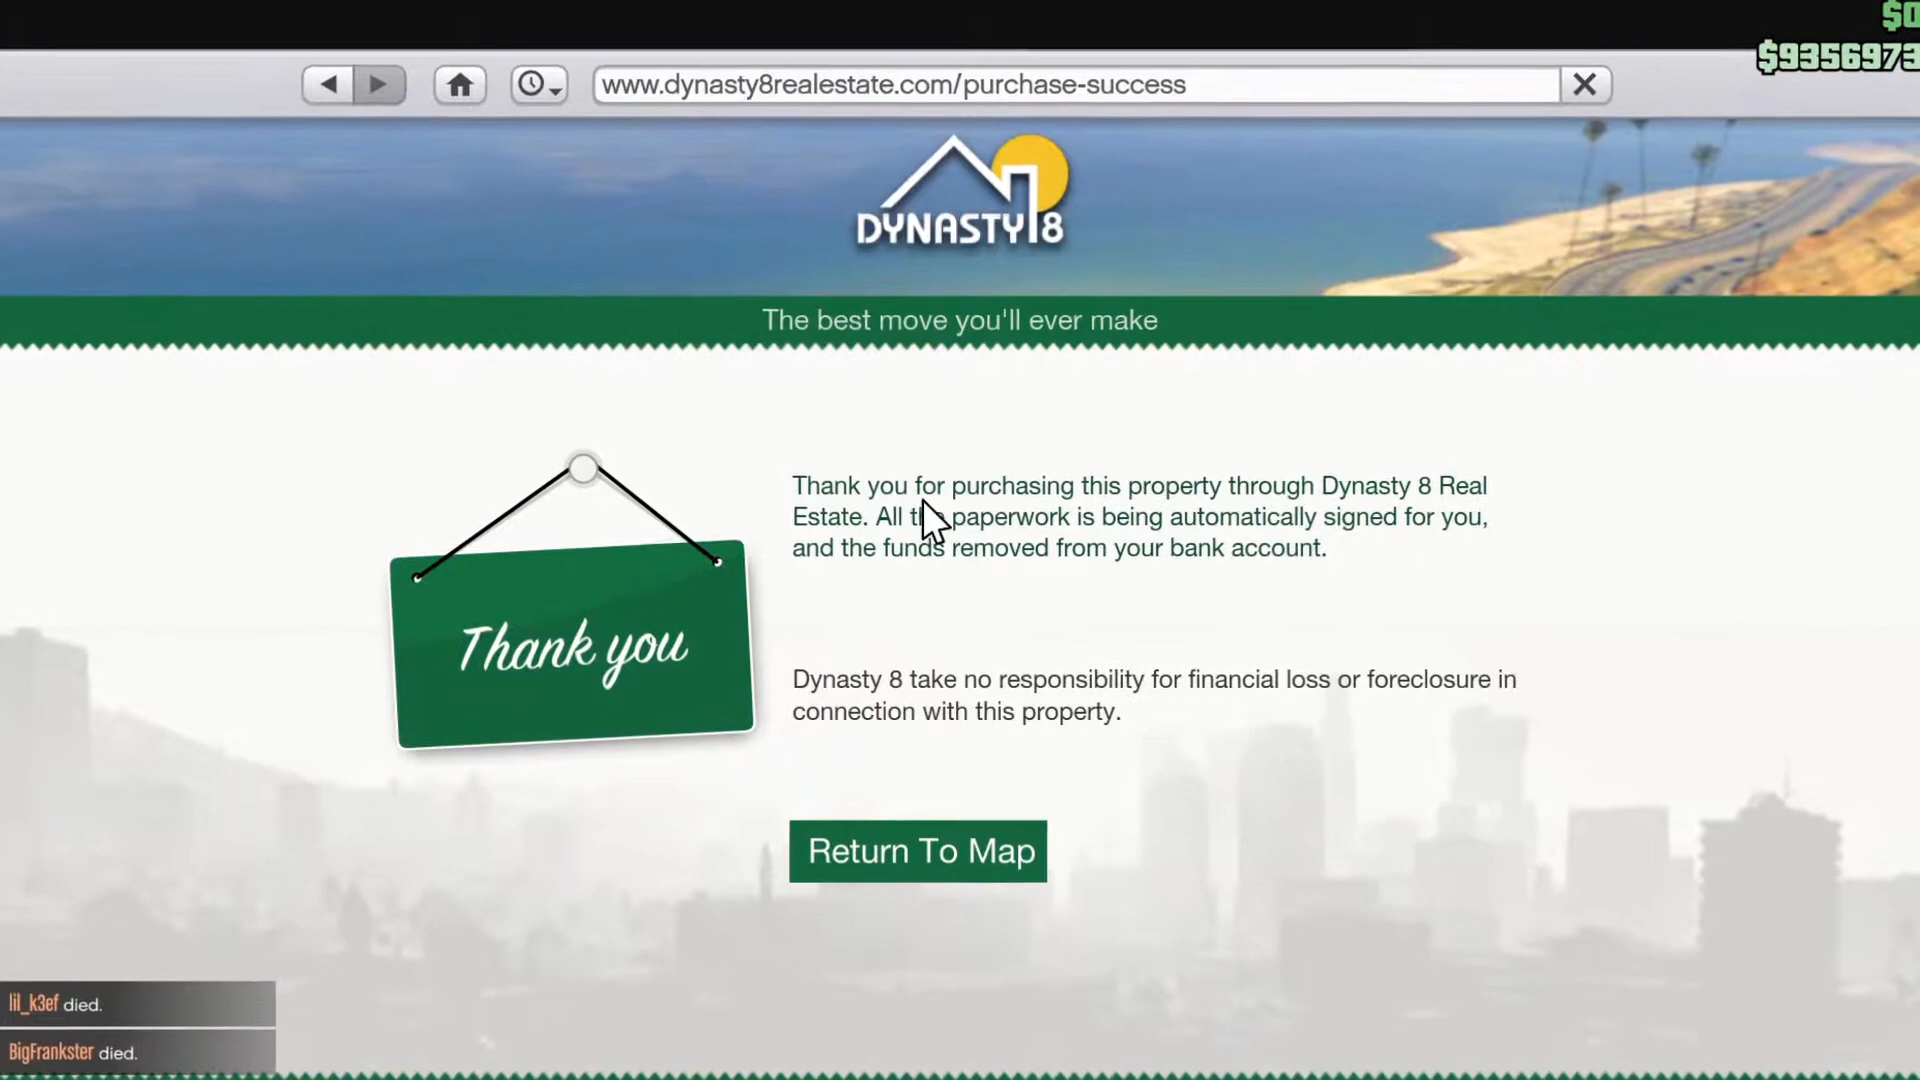 $0
$9356973
www.dynasty8realestate.com/purchase-success
DYNASTY 8
The best move you'll ever make
Thank you for purchasing this property through Dynasty 8 Real
Estate. All the paperwork is being automatically signed for you,
and the funds removed from your bank account.
Thank you
Dynasty 8 take no responsibility for financial loss or foreclosure in
connection with this property.
Return To Map
lil_k3ef died.
BigFrankster died.